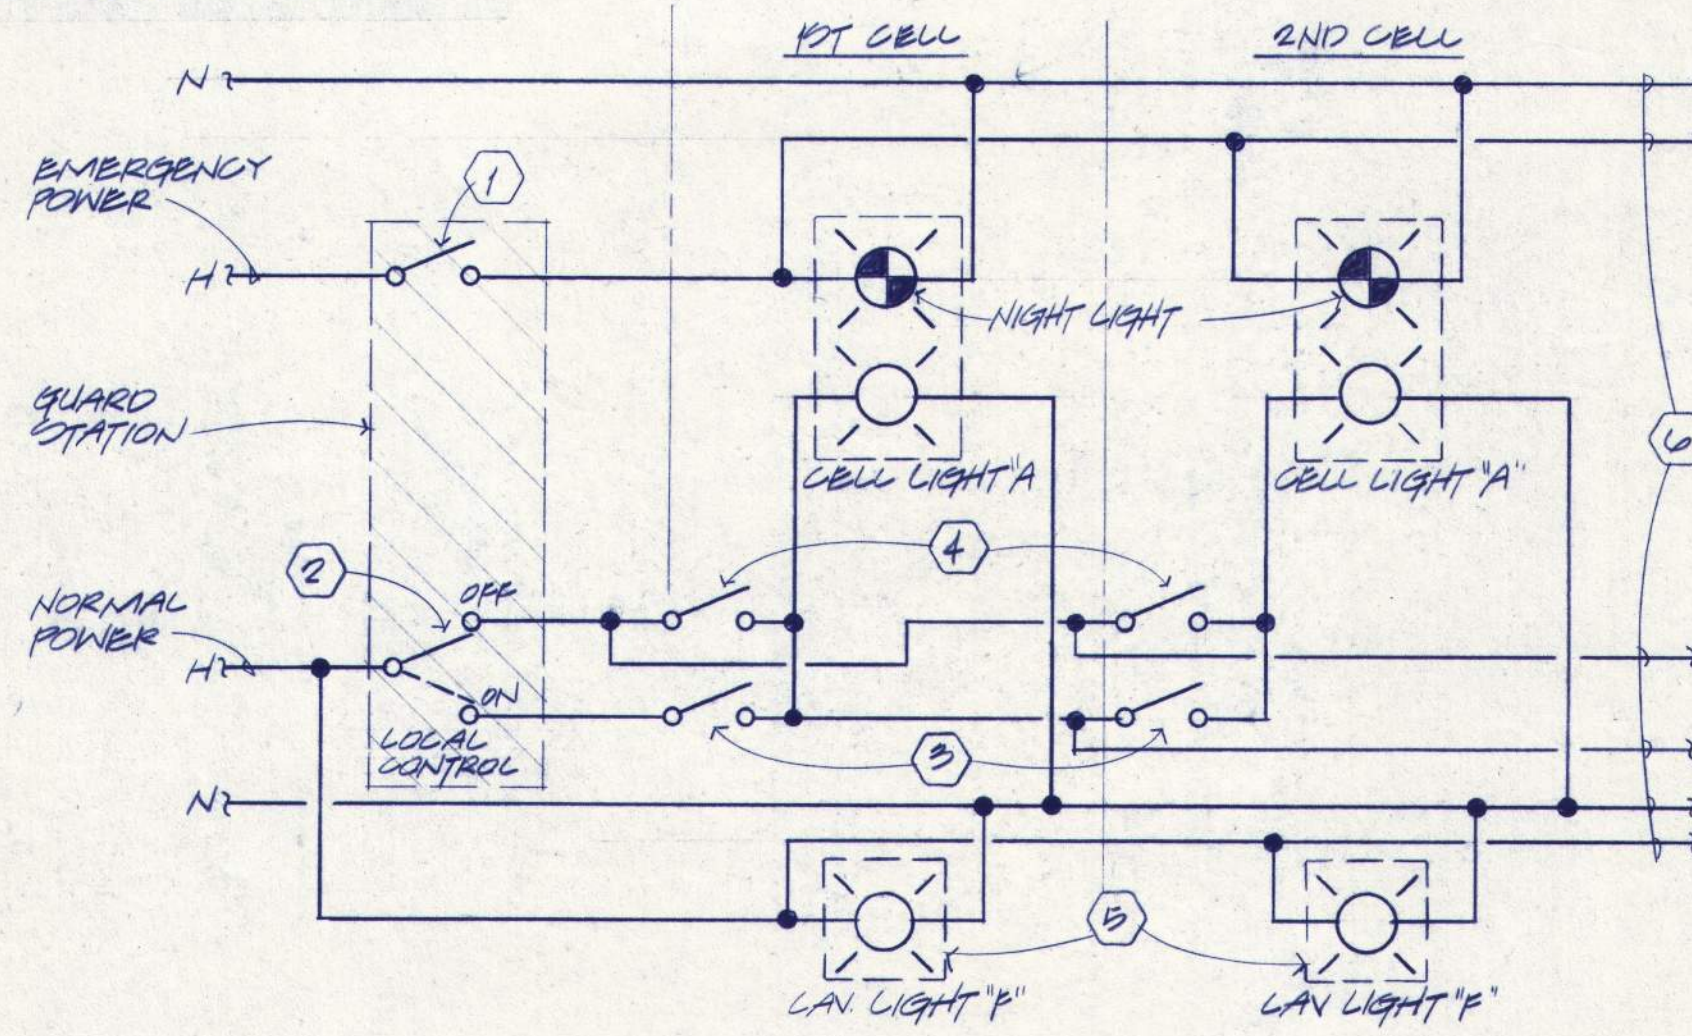 1ST CELL
2ND CELL
N
EMERGENCY
POWER
1
H
NIGHT LIGHT
GUARD
STATION
6
CELL LIGHT "A
CELL LIGHT "A"
4
2
OFF
NORMAL
POWER
H
ON
LOCAL
CONTROL
3
N
5
LAV. LIGHT "F"
LAV LIGHT "F"